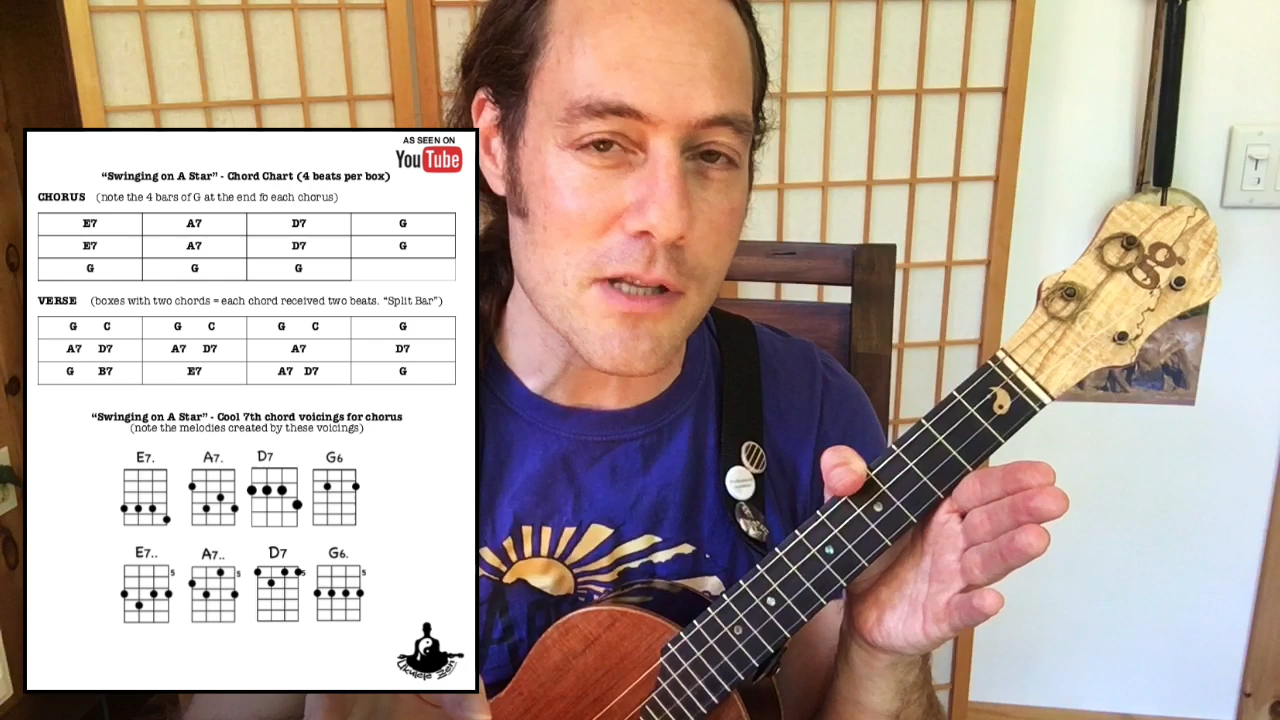 AS SEEN ON
YouTube
“Swinging on A Star” - Chord Chart (4 beats per box)
CHORUS (note the 4 bars of G at the end fo each chorus)
E7 A7 D7 G
E7 A7 D7 G
G G G
VERSE (boxes with two chords = each chord received two beats. “Split Bar”)
G C G C G C G
A7 D7 A7 D7 A7 D7
G B7 E7 A7 D7 G
“Swinging on A Star” - Cool 7th chord voicings for chorus
(note the melodies created by these voicings)
E7. A7. D7 G6
E7.. A7.. D7 G6.
5 5 5 5
Ukulele Zen